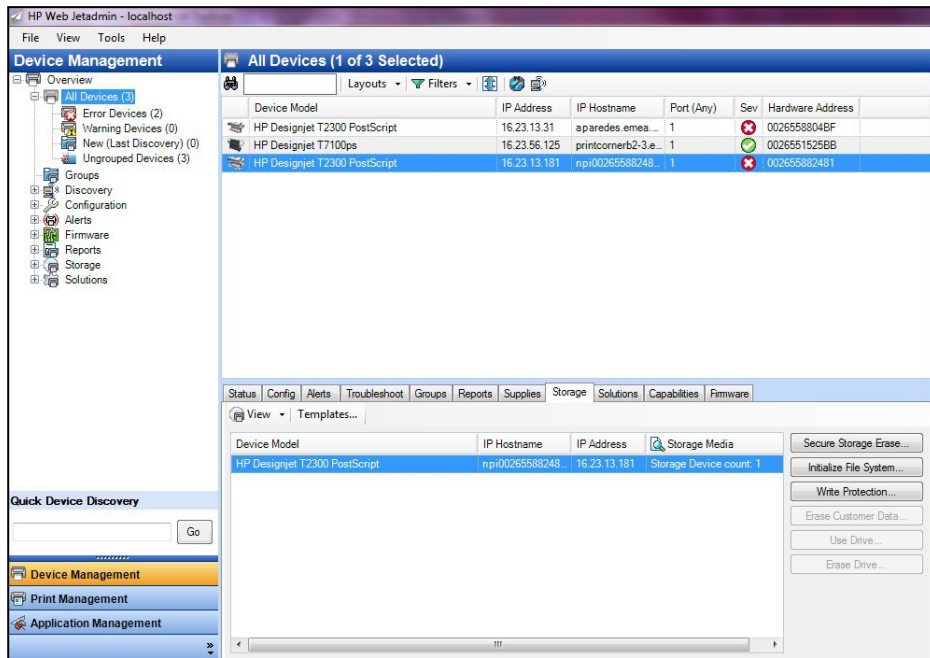 HP Web Jetadmin - localhost
File View Tools Help
Device Management
Overview
All Devices (3)
Error Devices (2)
Warning Devices (0)
New (Last Discovery) (0)
Ungrouped Devices (3)
Groups
Discovery
Configuration
Alerts
Firmware
Reports
Storage
Solutions
Quick Device Discovery
Go
Device Management
Print Management
Application Management
»
All Devices (1 of 3 Selected)
Layouts Filters
Device Model IP Address IP Hostname Port (Any) Sev Hardware Address
HP Designjet T2300 PostScript 16.23.13.31 aparedes.emea.... 1 0026558804BF
HP Designjet T7100ps 16.23.56.125 printcornerb2-3.e... 1 0026551525BB
HP Designjet T2300 PostScript 16.23.13.181 npi00265588248... 1 002655882481
Status Config Alerts Troubleshoot Groups Reports Supplies Storage Solutions Capabilities Firmware
View Templates...
Device Model IP Hostname IP Address Storage Media
HP Designjet T2300 PostScript npi00265588248... 16.23.13.181 Storage Device count: 1
Secure Storage Erase...
Initialize File System...
Write Protection...
Erase Customer Data...
Use Drive...
Erase Drive...